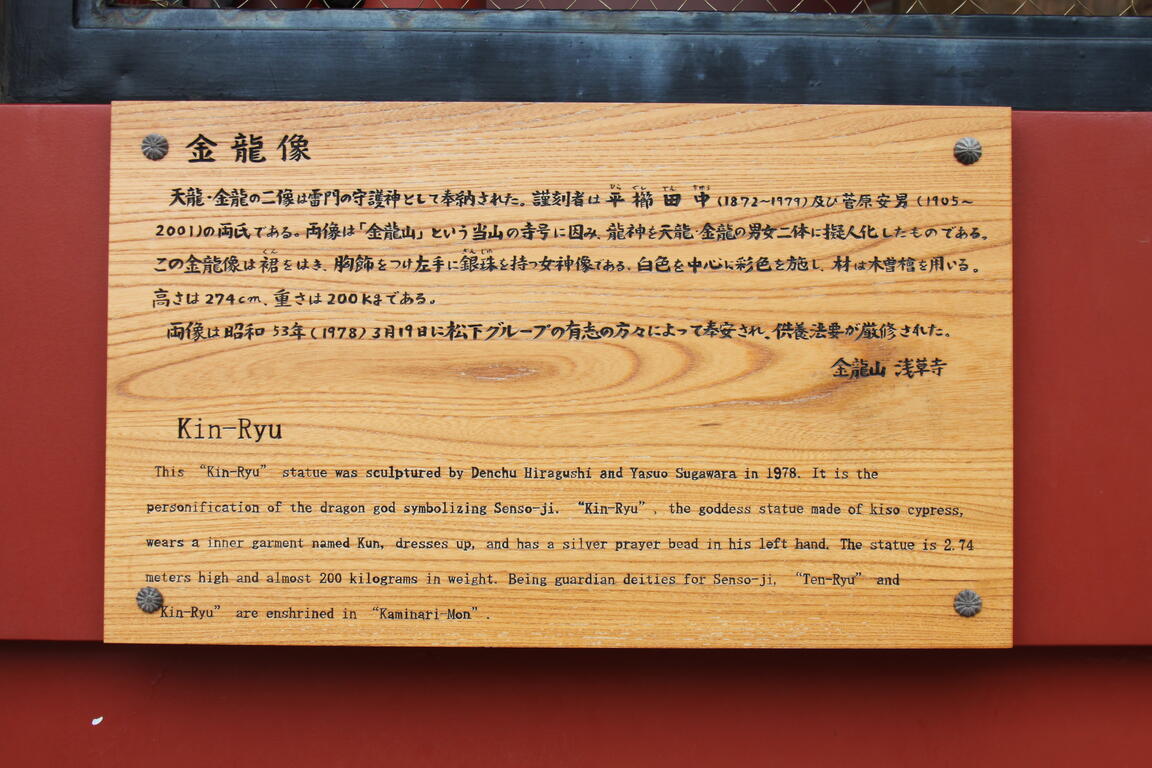 金龍像
天龍・金龍の二像は雷門の守護神として奉納された。謹刻者は平櫛田中(1872~1979)及び菅原安男(1905~
2001)の両氏である。両像は「金龍山」という当山の寺号に因み、龍神を天龍・金龍の男女二体に擬人化したものである。
この金龍像は裙をはき、胸飾をつけ左手に銀珠を持つ女神像である。白色を中心に彩色を施し、材は木曽檜を用いる。
高さは274cm、重さは200Kgである。
両像は昭和53年(1978)3月19日に松下グループの有志の方々によって奉安され、供養法要が厳修された。
金龍山 浅草寺
Kin-Ryu
This “Kin-Ryu” statue was sculptured by Denchu Hiragushi and Yasuo Sugawara in 1978. It is the
personification of the dragon god symbolizing Senso-ji. “Kin-Ryu”, the goddess statue made of kiso cypress,
wears a inner garment named Kun, dresses up, and has a silver prayer bead in his left hand. The statue is 2.74
meters high and almost 200 kilograms in weight. Being guardian deities for Senso-ji, “Ten-Ryu” and
Kin-Ryu” are enshrined in “Kaminari-Mon”.